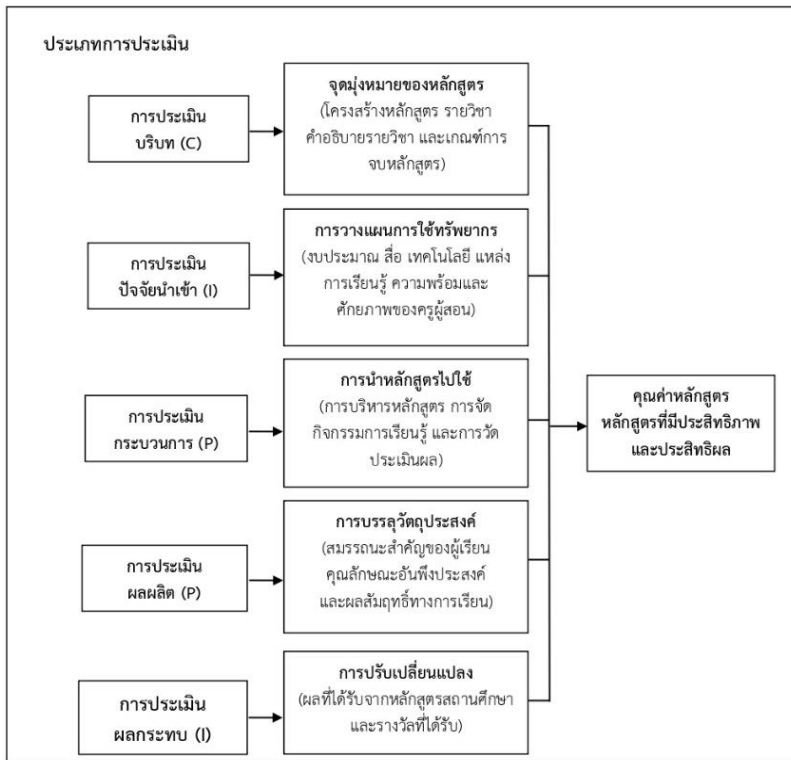 ประเภทการประเมิน
การประเมิน
บริบท (C)
จุดมุ่งหมายของหลักสูตร
(โครงสร้างหลักสูตร รายวิชา
คำอธิบายรายวิชา และเกณฑ์การ
จบหลักสูตร)
การประเมิน
ปัจจัยนำเข้า (I)
การวางแผนการใช้ทรัพยากร
(งบประมาณ สื่อ เทคโนโลยี แหล่ง
การเรียนรู้ ความพร้อมและ
ศักยภาพของครูผู้สอน)
การประเมิน
กระบวนการ (P)
การนำหลักสูตรไปใช้
(การบริหารหลักสูตร การจัด
กิจกรรมการเรียนรู้ และการวัด
ประเมินผล)
การประเมิน
ผลผลิต (P)
การบรรลุวัตถุประสงค์
(สมรรถนะสำคัญของผู้เรียน
คุณลักษณะอันพึงประสงค์
และผลสัมฤทธิ์ทางการเรียน)
การประเมิน
ผลกระทบ (I)
การปรับเปลี่ยนแปลง
(ผลที่ได้รับจากหลักสูตรสถานศึกษา
และรางวัลที่ได้รับ)
คุณค่าหลักสูตร
หลักสูตรที่มีประสิทธิภาพ
และประสิทธิผล